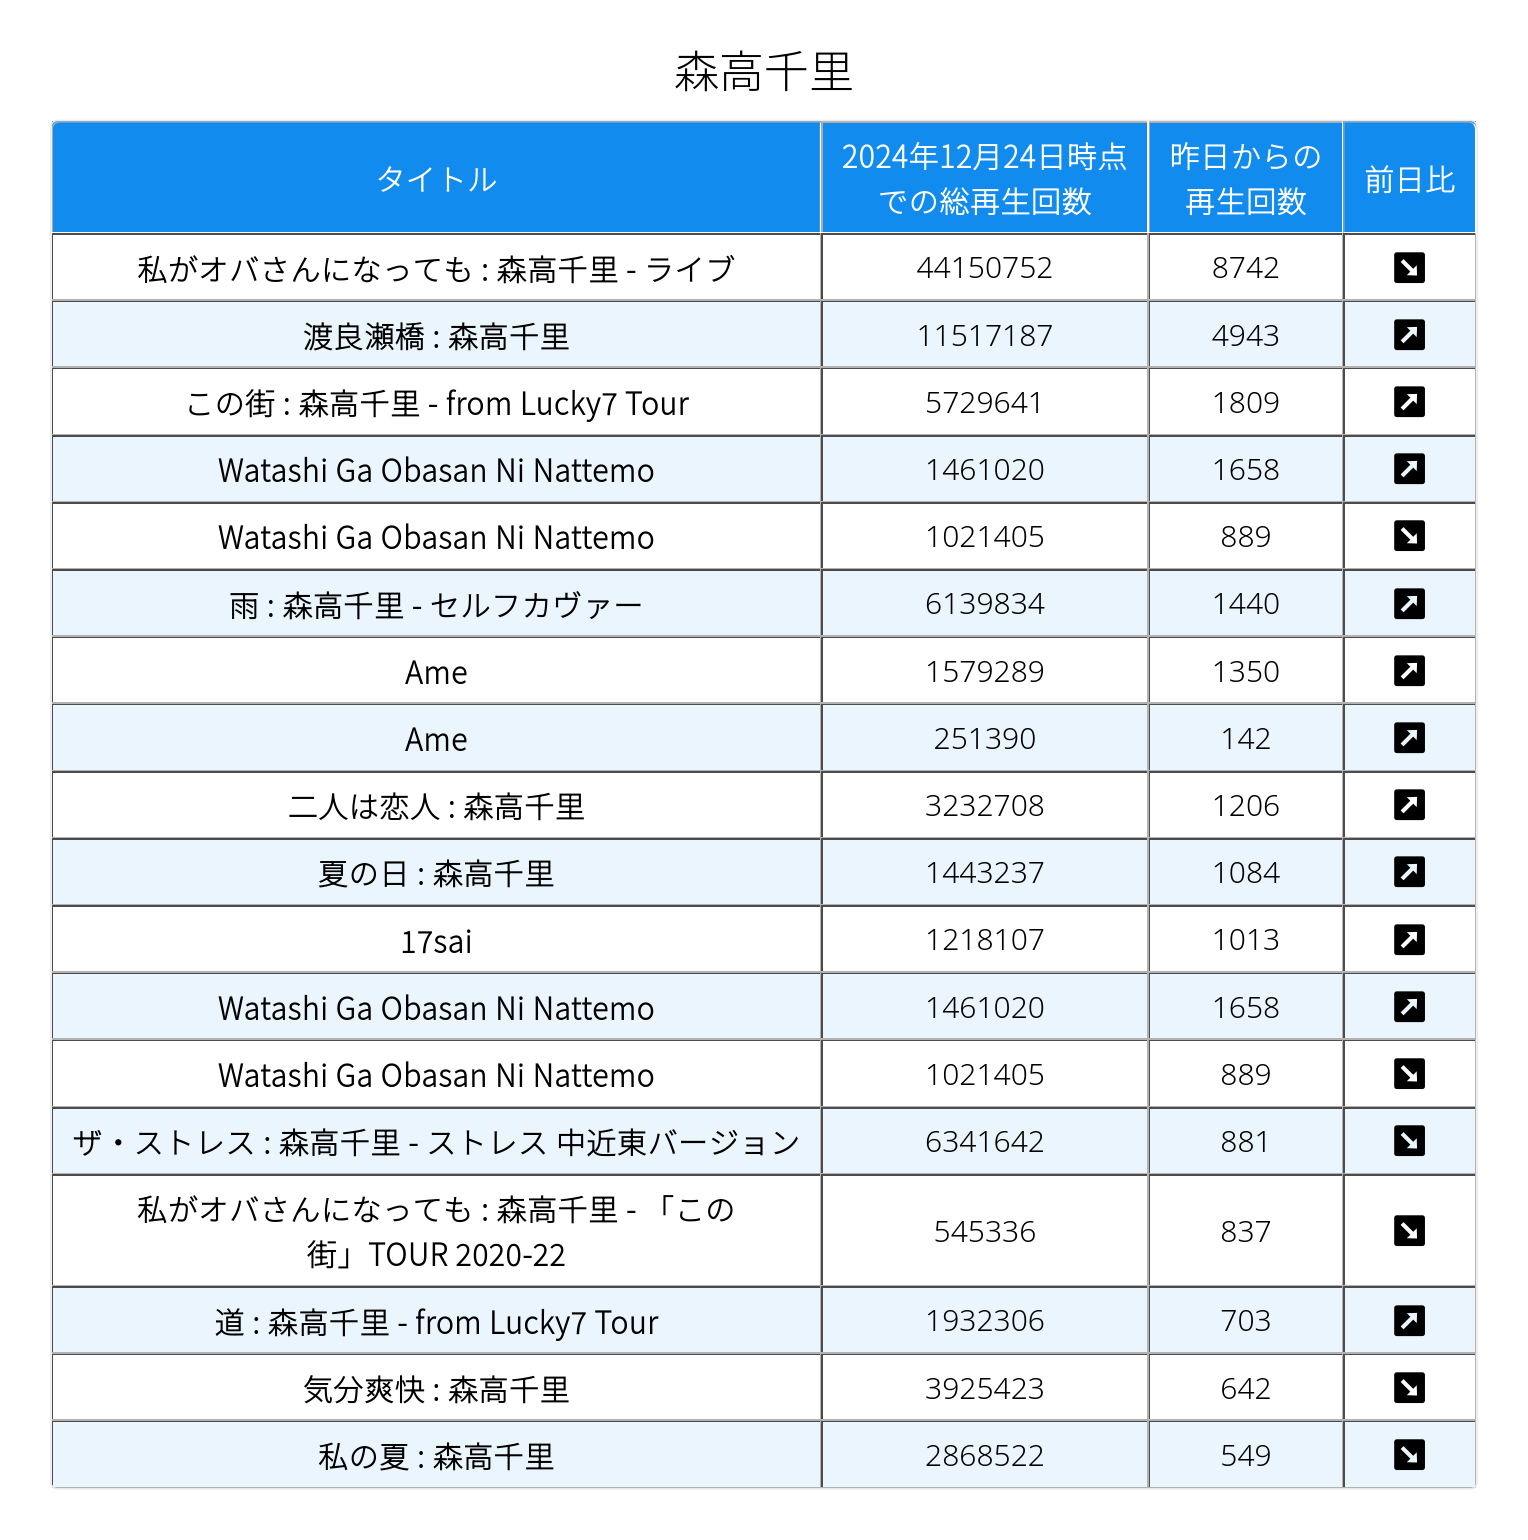 森高千里
タイトル 2024年12月24日時点での総再生回数 昨日からの再生回数 前日比
私がオバさんになっても : 森高千里 - ライブ 44150752 8742 ↘
渡良瀬橋 : 森高千里 11517187 4943 ↗
この街 : 森高千里 - from Lucky7 Tour 5729641 1809 ↗
Watashi Ga Obasan Ni Nattemo 1461020 1658 ↗
Watashi Ga Obasan Ni Nattemo 1021405 889 ↘
雨 : 森高千里 - セルフカヴァー 6139834 1440 ↗
Ame 1579289 1350 ↗
Ame 251390 142 ↗
二人は恋人 : 森高千里 3232708 1206 ↗
夏の日 : 森高千里 1443237 1084 ↗
17sai 1218107 1013 ↗
Watashi Ga Obasan Ni Nattemo 1461020 1658 ↗
Watashi Ga Obasan Ni Nattemo 1021405 889 ↘
ザ・ストレス : 森高千里 - ストレス 中近東バージョン 6341642 881 ↘
私がオバさんになっても : 森高千里 - 「この街」TOUR 2020-22 545336 837 ↘
道 : 森高千里 - from Lucky7 Tour 1932306 703 ↗
気分爽快 : 森高千里 3925423 642 ↘
私の夏 : 森高千里 2868522 549 ↘